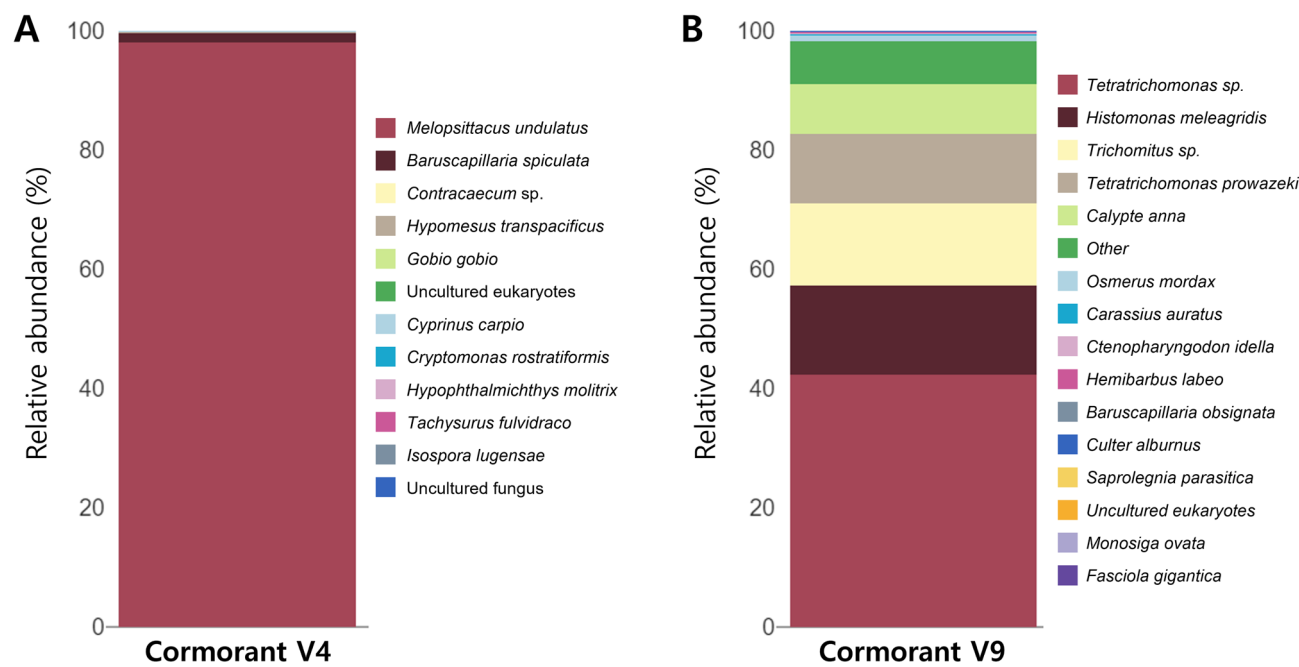 A
Relative abundance (%)
100
80
60
40
20
0
Cormorant V4
Melopsittacus undulatus
Baruscapillaria spiculata
Contracaecum sp.
Hypomesus transpacificus
Gobio gobio
Uncultured eukaryotes
Cyprinus carpio
Cryptomonas rostratiformis
Hypophthalmichthys molitrix
Tachysurus fulvidraco
Isospora lugensae
Uncultured fungus
B
Relative abundance (%)
100
80
60
40
20
0
Cormorant V9
Tetratrichomonas sp.
Histomonas meleagridis
Trichomitus sp.
Tetratrichomonas prowazeki
Calypte anna
Other
Osmerus mordax
Carassius auratus
Ctenopharyngodon idella
Hemibarbus labeo
Baruscapillaria obsignata
Culter alburnus
Saprolegnia parasitica
Uncultured eukaryotes
Monosiga ovata
Fasciola gigantica